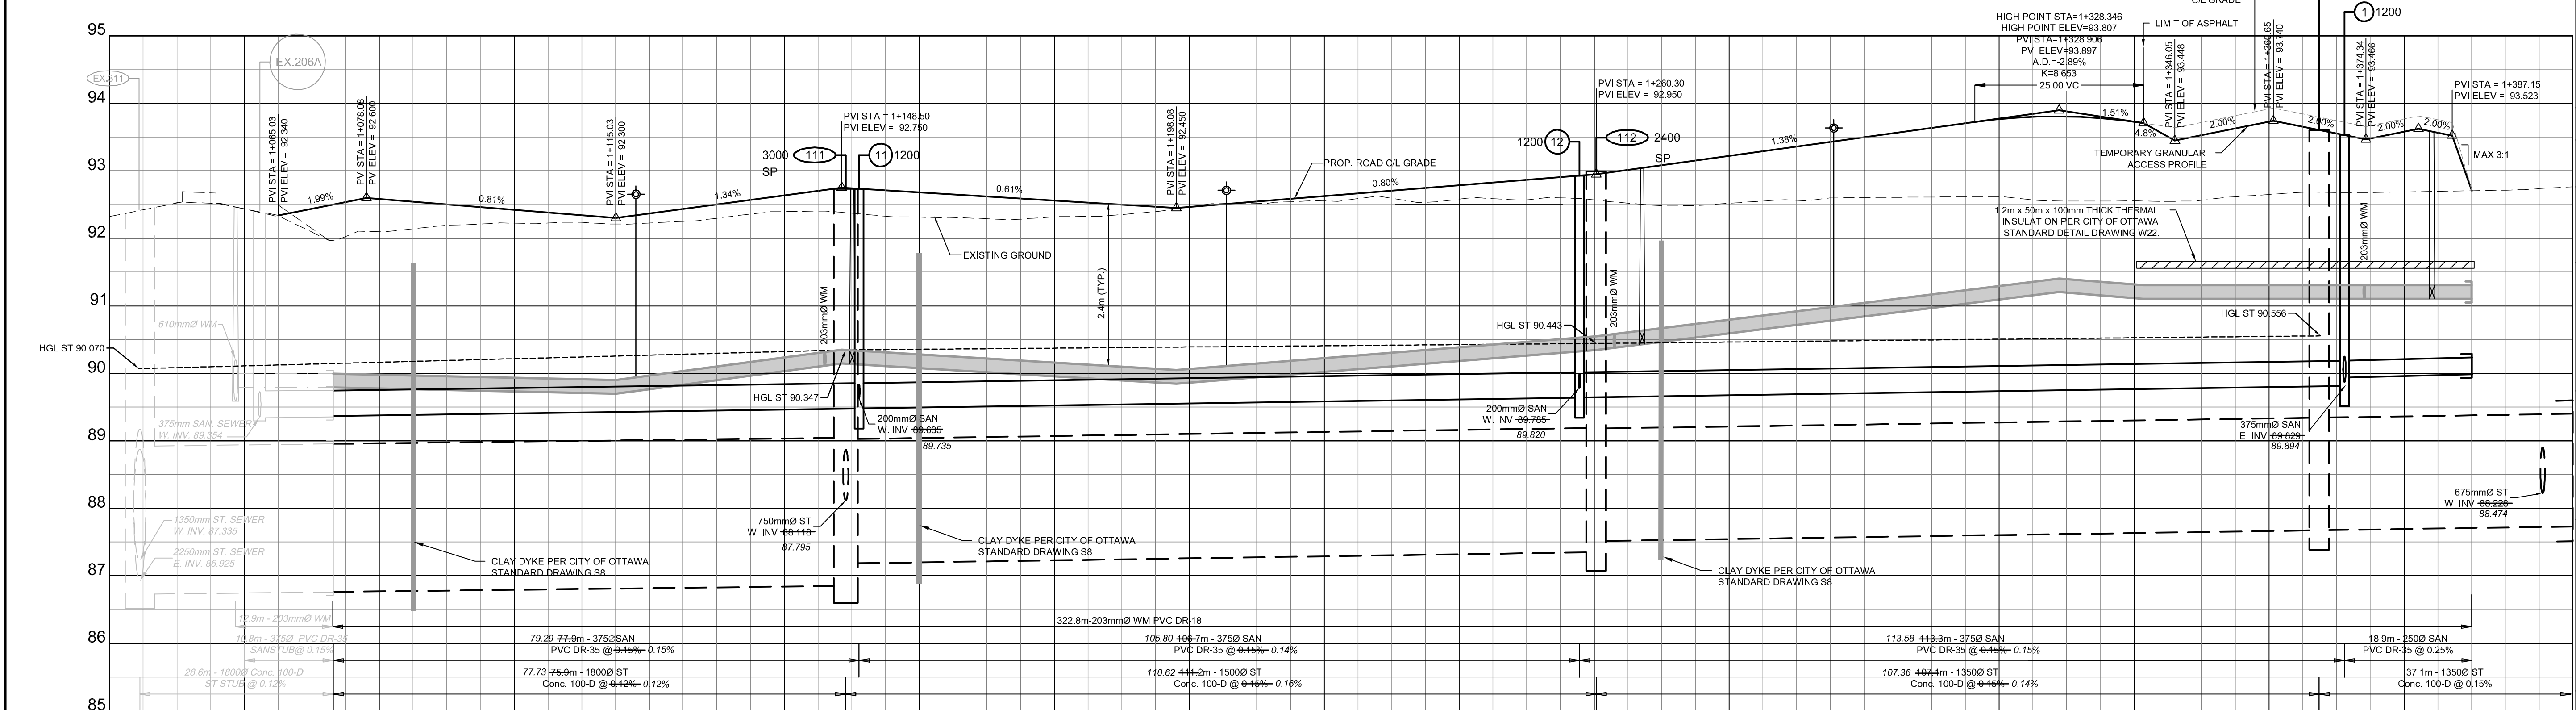 C/L GRADE
1 1200
HIGH POINT STA=1+328.346
HIGH POINT ELEV=93.807
PVI STA=1+328.906
PVI ELEV=93.897
A.D.=-2.89%
K=8.653
25.00 VC
LIMIT OF ASPHALT
95
94
93
92
91
90
89
88
87
86
85
EX.811
EX.206A
PVI STA = 1+065.03
PVI ELEV = 92.340
PVI STA = 1+078.08
PVI ELEV = 92.600
PVI STA = 1+115.03
PVI ELEV = 92.300
PVI STA = 1+148.50
PVI ELEV = 92.750
PVI STA = 1+198.08
PVI ELEV = 92.450
PVI STA = 1+260.30
PVI ELEV = 92.950
PVI STA = 1+346.05
PVI ELEV = 93.448
PVI STA = 1+360.65
PVI ELEV = 93.740
PVI STA = 1+374.34
PVI ELEV = 93.466
PVI STA = 1+387.15
PVI ELEV = 93.523
1.99%
0.81%
1.34%
0.61%
0.80%
1.38%
1.51%
4.8%
2.00%
2.00%
2.00%
2.00%
3000 111
SP
11 1200
1200 12
112 2400
SP
PROP. ROAD C/L GRADE
EXISTING GROUND
TEMPORARY GRANULAR
ACCESS PROFILE
MAX 3:1
1.2m x 50m x 100mm THICK THERMAL
INSULATION PER CITY OF OTTAWA
STANDARD DETAIL DRAWING W22.
203mmØ WM
203mmØ WM
203mmØ WM
2.4m (TYP.)
610mmØ WM
HGL ST 90.070
HGL ST 90.347
HGL ST 90.443
HGL ST 90.556
375mm SAN. SEWER
W. INV. 89.354
200mmØ SAN
W. INV 89.635
89.735
200mmØ SAN
W. INV 89.785
89.820
375mmØ SAN
E. INV 89.829
89.894
1350mm ST. SEWER
W. INV. 87.335
2250mm ST. SEWER
E. INV. 86.925
750mmØ ST
W. INV 88.118
87.795
675mmØ ST
W. INV 88.228
88.474
CLAY DYKE PER CITY OF OTTAWA
STANDARD DRAWING S8
CLAY DYKE PER CITY OF OTTAWA
STANDARD DRAWING S8
CLAY DYKE PER CITY OF OTTAWA
STANDARD DRAWING S8
12.9m - 203mmØ WM
322.8m-203mmØ WM PVC DR-18
10.8m - 375Ø PVC DR-35
SANSTUB@ 0.15%
79.29 77.9m - 375ØSAN
PVC DR-35 @ 0.15% 0.15%
105.80 106.7m - 375Ø SAN
PVC DR-35 @ 0.15% 0.14%
113.58 113.3m - 375Ø SAN
PVC DR-35 @ 0.15% 0.15%
18.9m - 250Ø SAN
PVC DR-35 @ 0.25%
28.6m - 1800Ø Conc. 100-D
ST STUB @ 0.12%
77.73 75.9m - 1800Ø ST
Conc. 100-D @ 0.12% 0.12%
110.62 111.2m - 1500Ø ST
Conc. 100-D @ 0.15% 0.16%
107.36 107.1m - 1350Ø ST
Conc. 100-D @ 0.15% 0.14%
37.1m - 1350Ø ST
Conc. 100-D @ 0.15%